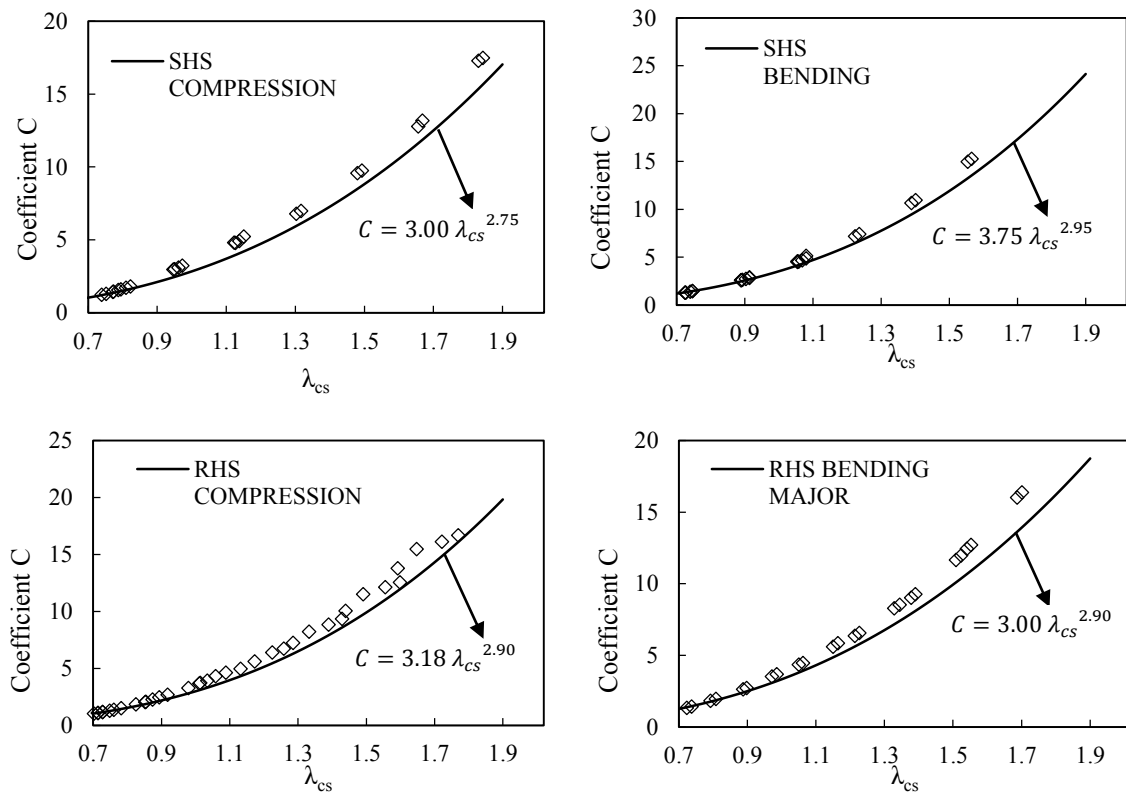 20
15
10
5
0
Coefficient C
SHS
COMPRESSION
C = 3.00 λcs^2.75
0.7 0.9 1.1 1.3 1.5 1.7 1.9
λcs
30
25
20
15
10
5
0
Coefficient C
SHS
BENDING
C = 3.75 λcs^2.95
0.7 0.9 1.1 1.3 1.5 1.7 1.9
λcs
25
20
15
10
5
0
Coefficient C
RHS
COMPRESSION
C = 3.18 λcs^2.90
0.7 0.9 1.1 1.3 1.5 1.7 1.9
λcs
20
15
10
5
0
Coefficient C
RHS BENDING
MAJOR
C = 3.00 λcs^2.90
0.7 0.9 1.1 1.3 1.5 1.7 1.9
λcs